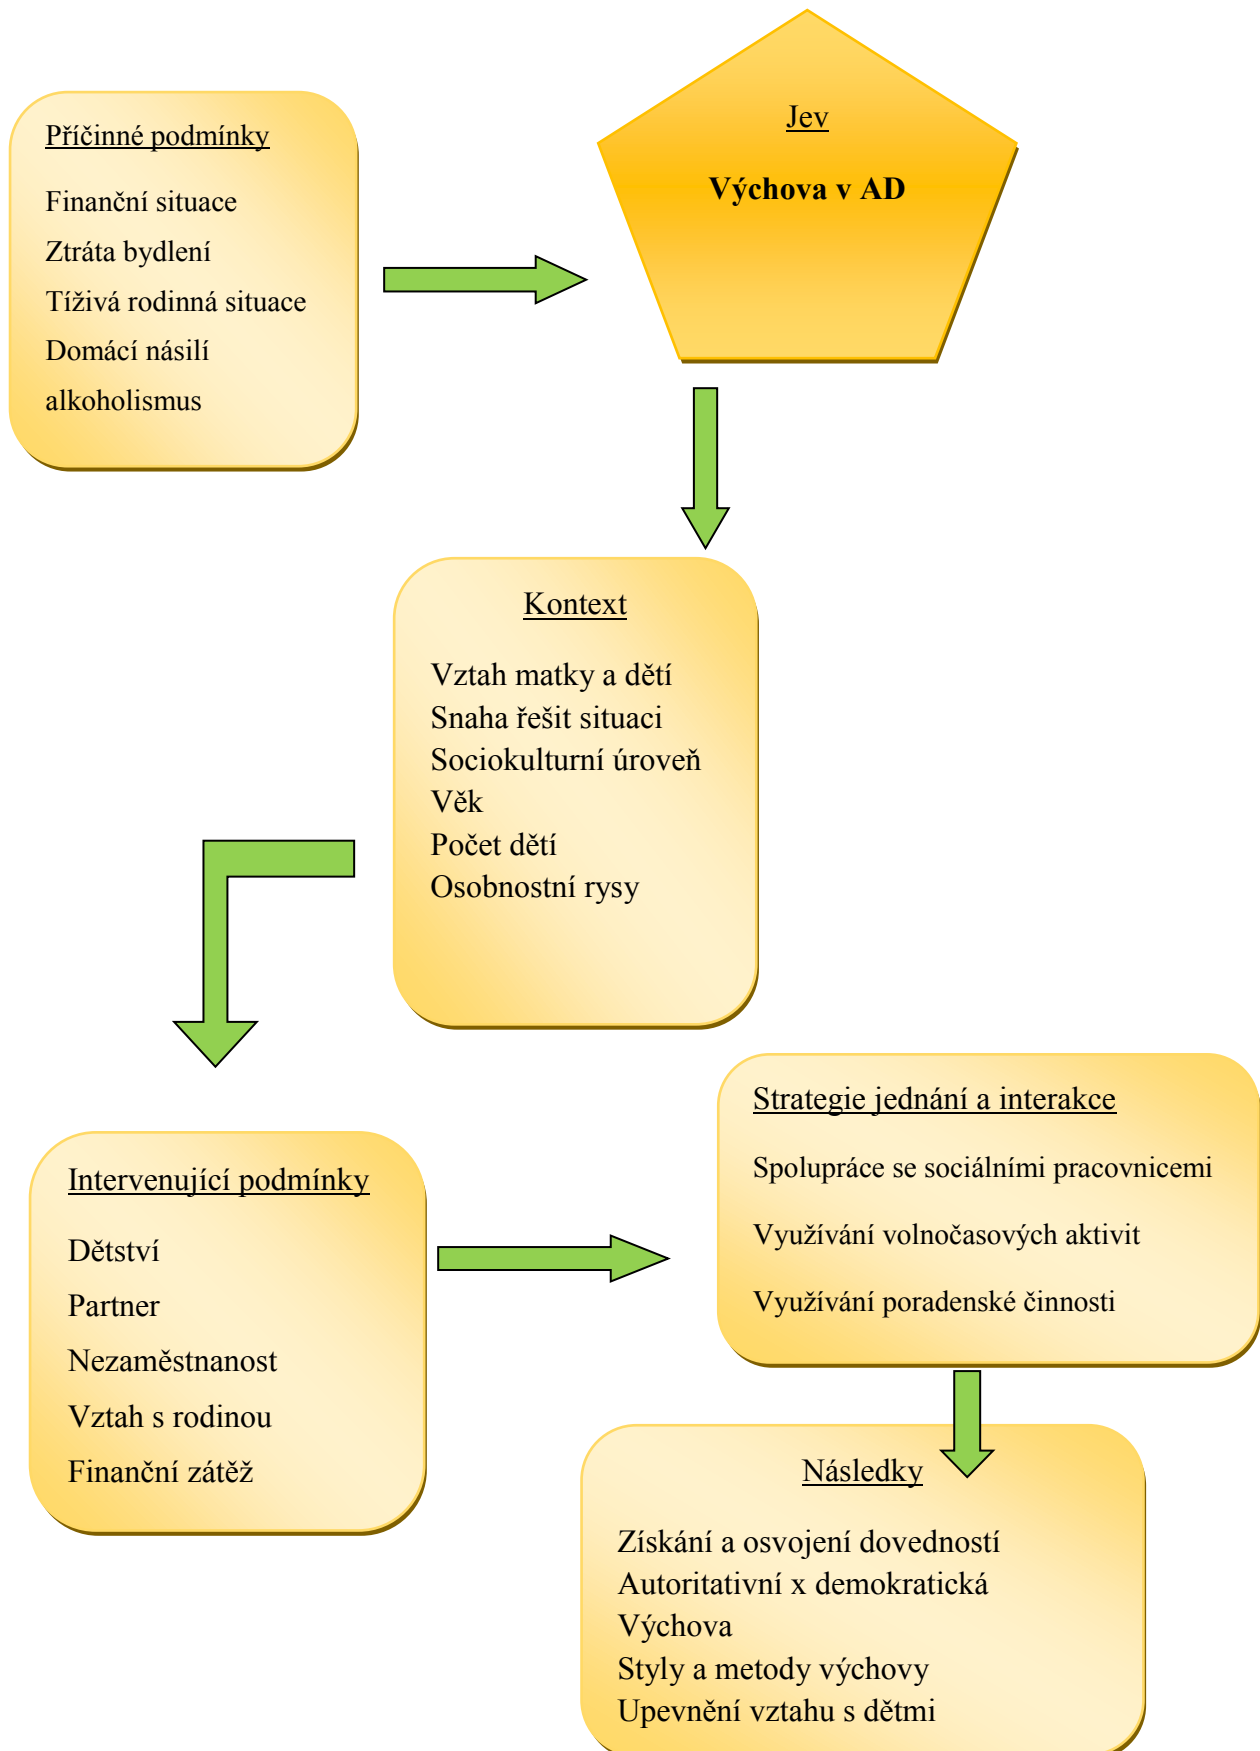 Příčinné podmínky
Finanční situace
Ztráta bydlení
Tíživá rodinná situace
Domácí násilí
alkoholismus
Jev
Výchova v AD
Kontext
Vztah matky a dětí
Snaha řešit situaci
Sociokulturní úroveň
Věk
Počet dětí
Osobnostní rysy
Intervenující podmínky
Dětství
Partner
Nezaměstnanost
Vztah s rodinou
Finanční zátěž
Strategie jednání a interakce
Spolupráce se sociálními pracovnicemi
Využívání volnočasových aktivit
Využívání poradenské činnosti
Následky
Získání a osvojení dovedností
Autoritativní x demokratická
Výchova
Styly a metody výchovy
Upevnění vztahu s dětmi